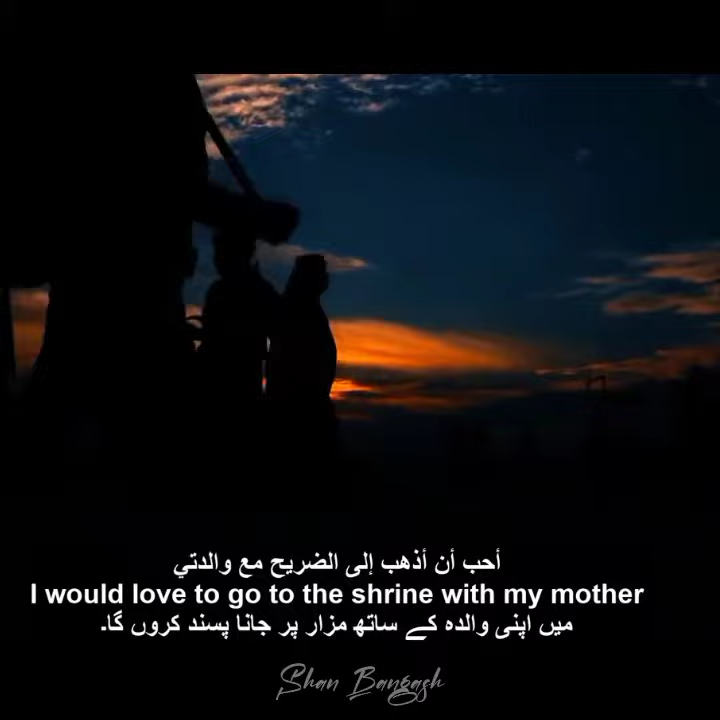 أحب أن أذهب إلى الضريح مع والدتي
I would love to go to the shrine with my mother
میں اپنی والدہ کے ساتھ مزار پر جانا پسند کروں گا۔
Shan Bangash